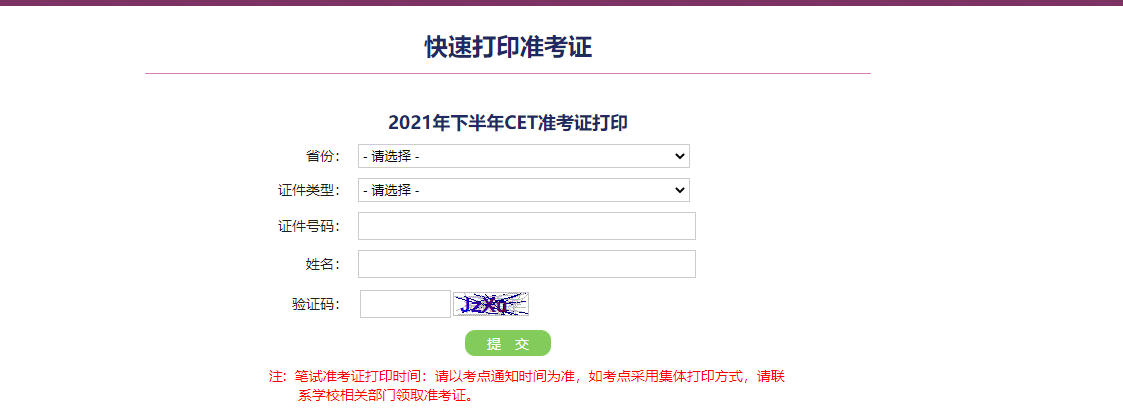 快速打印准考证
2021年下半年CET准考证打印
省份：
- 请选择 -
证件类型：
- 请选择 -
证件号码：
姓名：
验证码：
提 交
注：笔试准考证打印时间：请以考点通知时间为准，如考点采用集体打印方式，请联
系学校相关部门领取准考证。